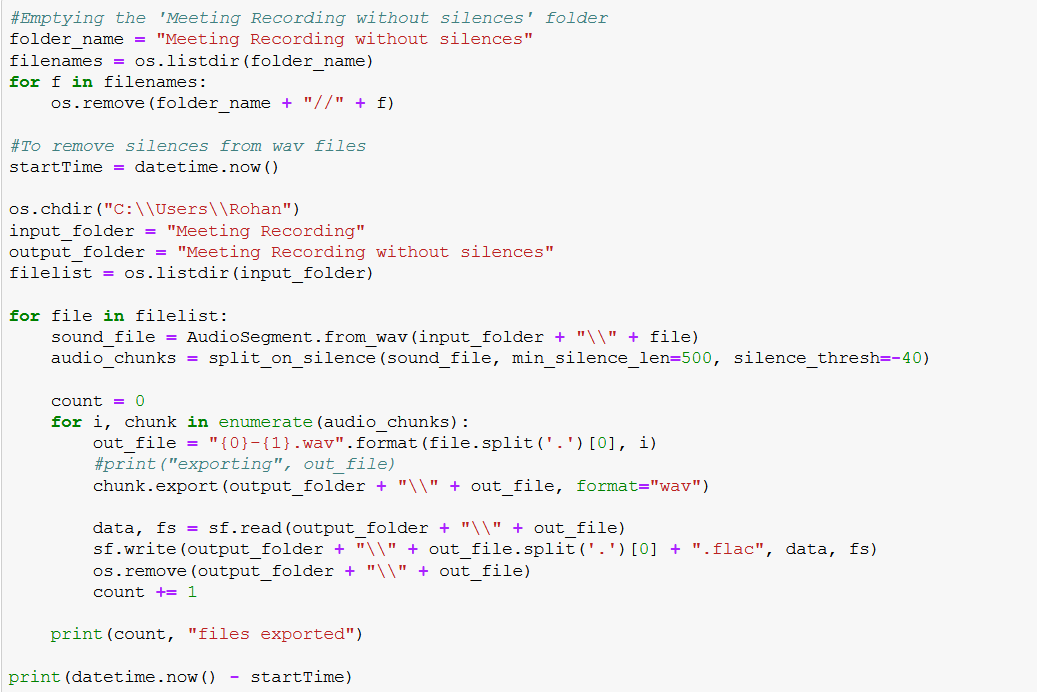 #Emptying the 'Meeting Recording without silences' folder
folder_name = "Meeting Recording without silences"
filenames = os.listdir(folder_name)
for f in filenames:
    os.remove(folder_name + "//" + f)

#To remove silences from wav files
startTime = datetime.now()

os.chdir("C:\\Users\\Rohan")
input_folder = "Meeting Recording"
output_folder = "Meeting Recording without silences"
filelist = os.listdir(input_folder)

for file in filelist:
    sound_file = AudioSegment.from_wav(input_folder + "\\" + file)
    audio_chunks = split_on_silence(sound_file, min_silence_len=500, silence_thresh=-40)

    count = 0
    for i, chunk in enumerate(audio_chunks):
        out_file = "{0}-{1}.wav".format(file.split('.')[0], i)
        #print("exporting", out_file)
        chunk.export(output_folder + "\\" + out_file, format="wav")

        data, fs = sf.read(output_folder + "\\" + out_file)
        sf.write(output_folder + "\\" + out_file.split('.')[0] + ".flac", data, fs)
        os.remove(output_folder + "\\" + out_file)
        count += 1

    print(count, "files exported")

print(datetime.now() - startTime)